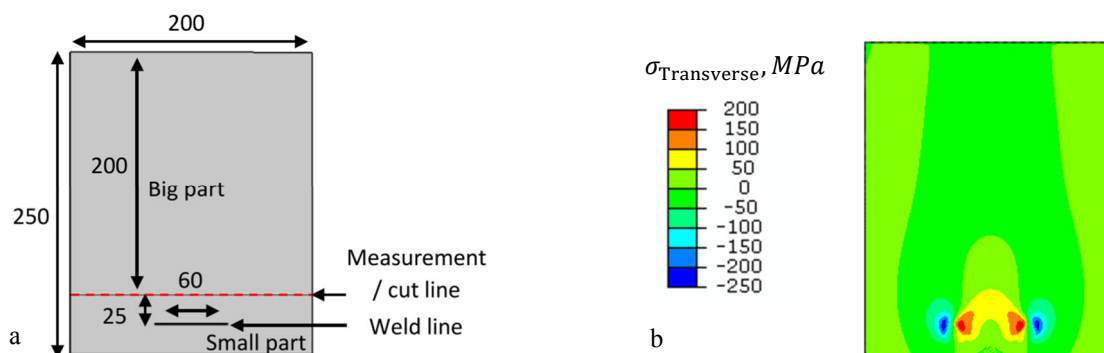 200
200
Big part
250
60
Measurement
/ cut line
25
Weld line
Small part
a
σTransverse, MPa
200
150
100
50
0
-50
-100
-150
-200
-250
b